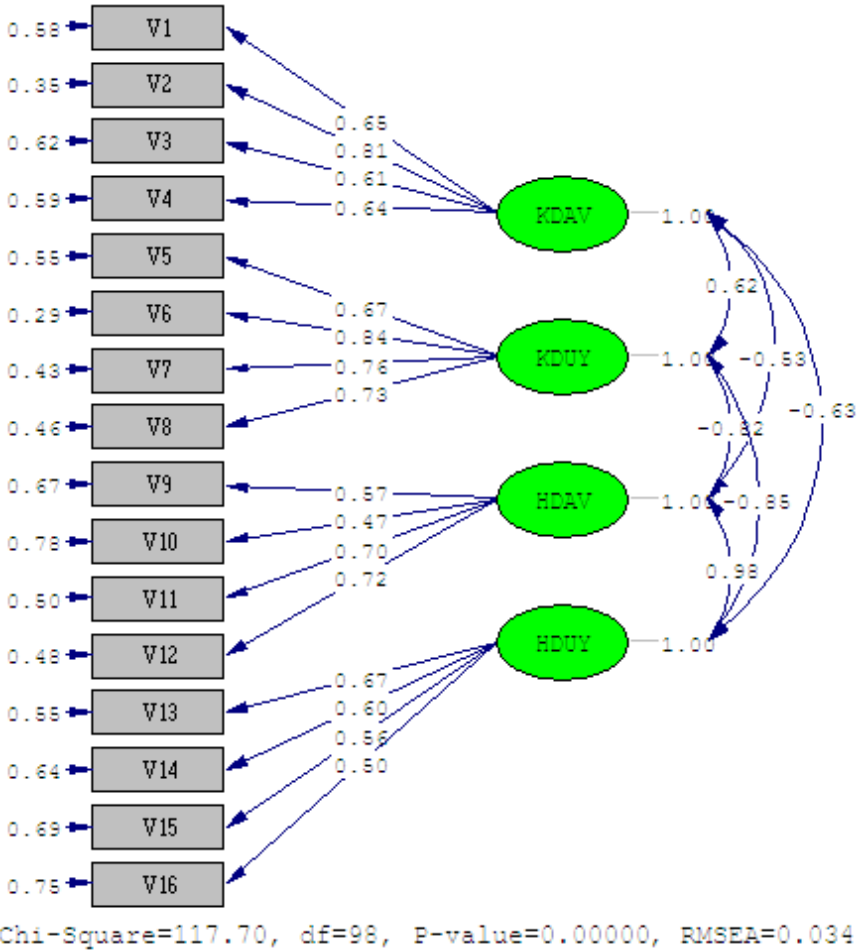 0.58 V1
0.35 V2
0.62 V3
0.59 V4
0.55 V5
0.29 V6
0.43 V7
0.46 V8
0.67 V9
0.78 V10
0.50 V11
0.48 V12
0.55 V13
0.64 V14
0.69 V15
0.75 V16
0.65
0.81
0.61
0.64
0.67
0.84
0.76
0.73
0.57
0.47
0.70
0.72
0.67
0.60
0.56
0.50
KDAV 1.00
KDUY 1.00
HDAV 1.00
HDUY 1.00
0.62
-0.53
-0.63
-0.85
0.98
Chi-Square=117.70, df=98, P-value=0.00000, RMSEA=0.034